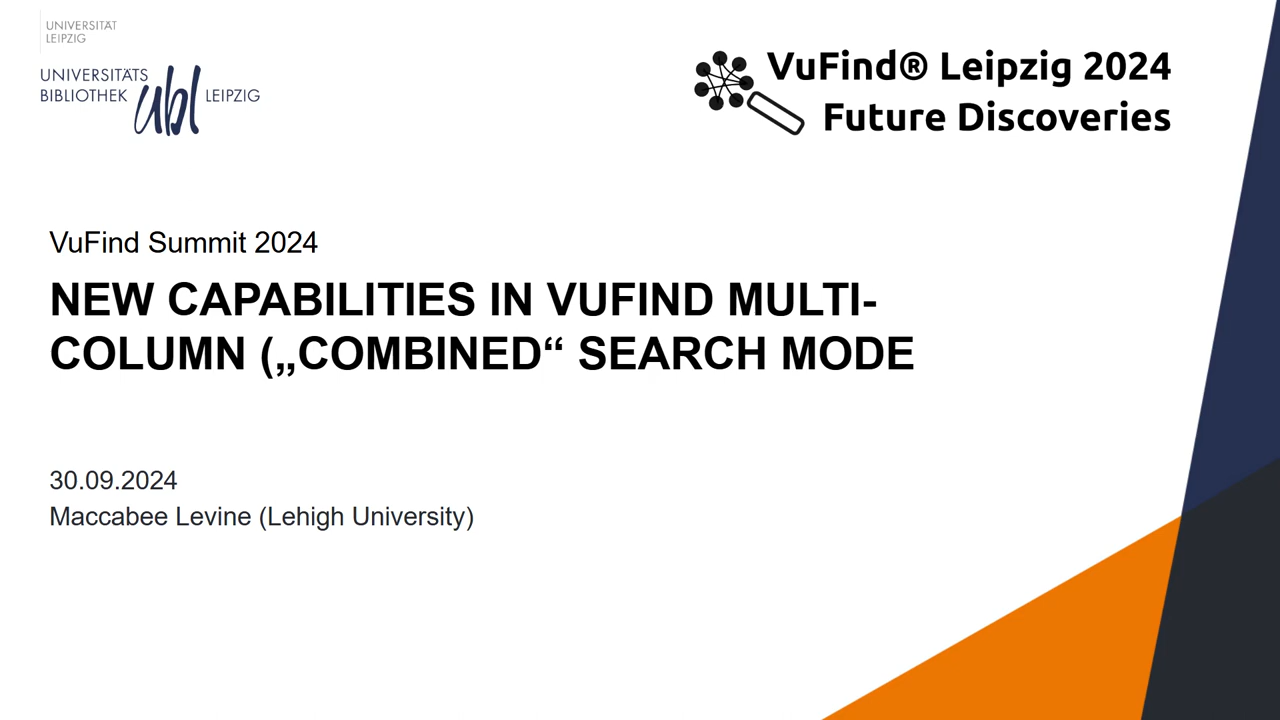 UNIVERSITÄT
LEIPZIG
UNIVERSITÄTS
BIBLIOTHEK ubl LEIPZIG
VuFind® Leipzig 2024
Future Discoveries
VuFind Summit 2024
NEW CAPABILITIES IN VUFIND MULTI-
COLUMN („COMBINED“ SEARCH MODE
30.09.2024
Maccabee Levine (Lehigh University)